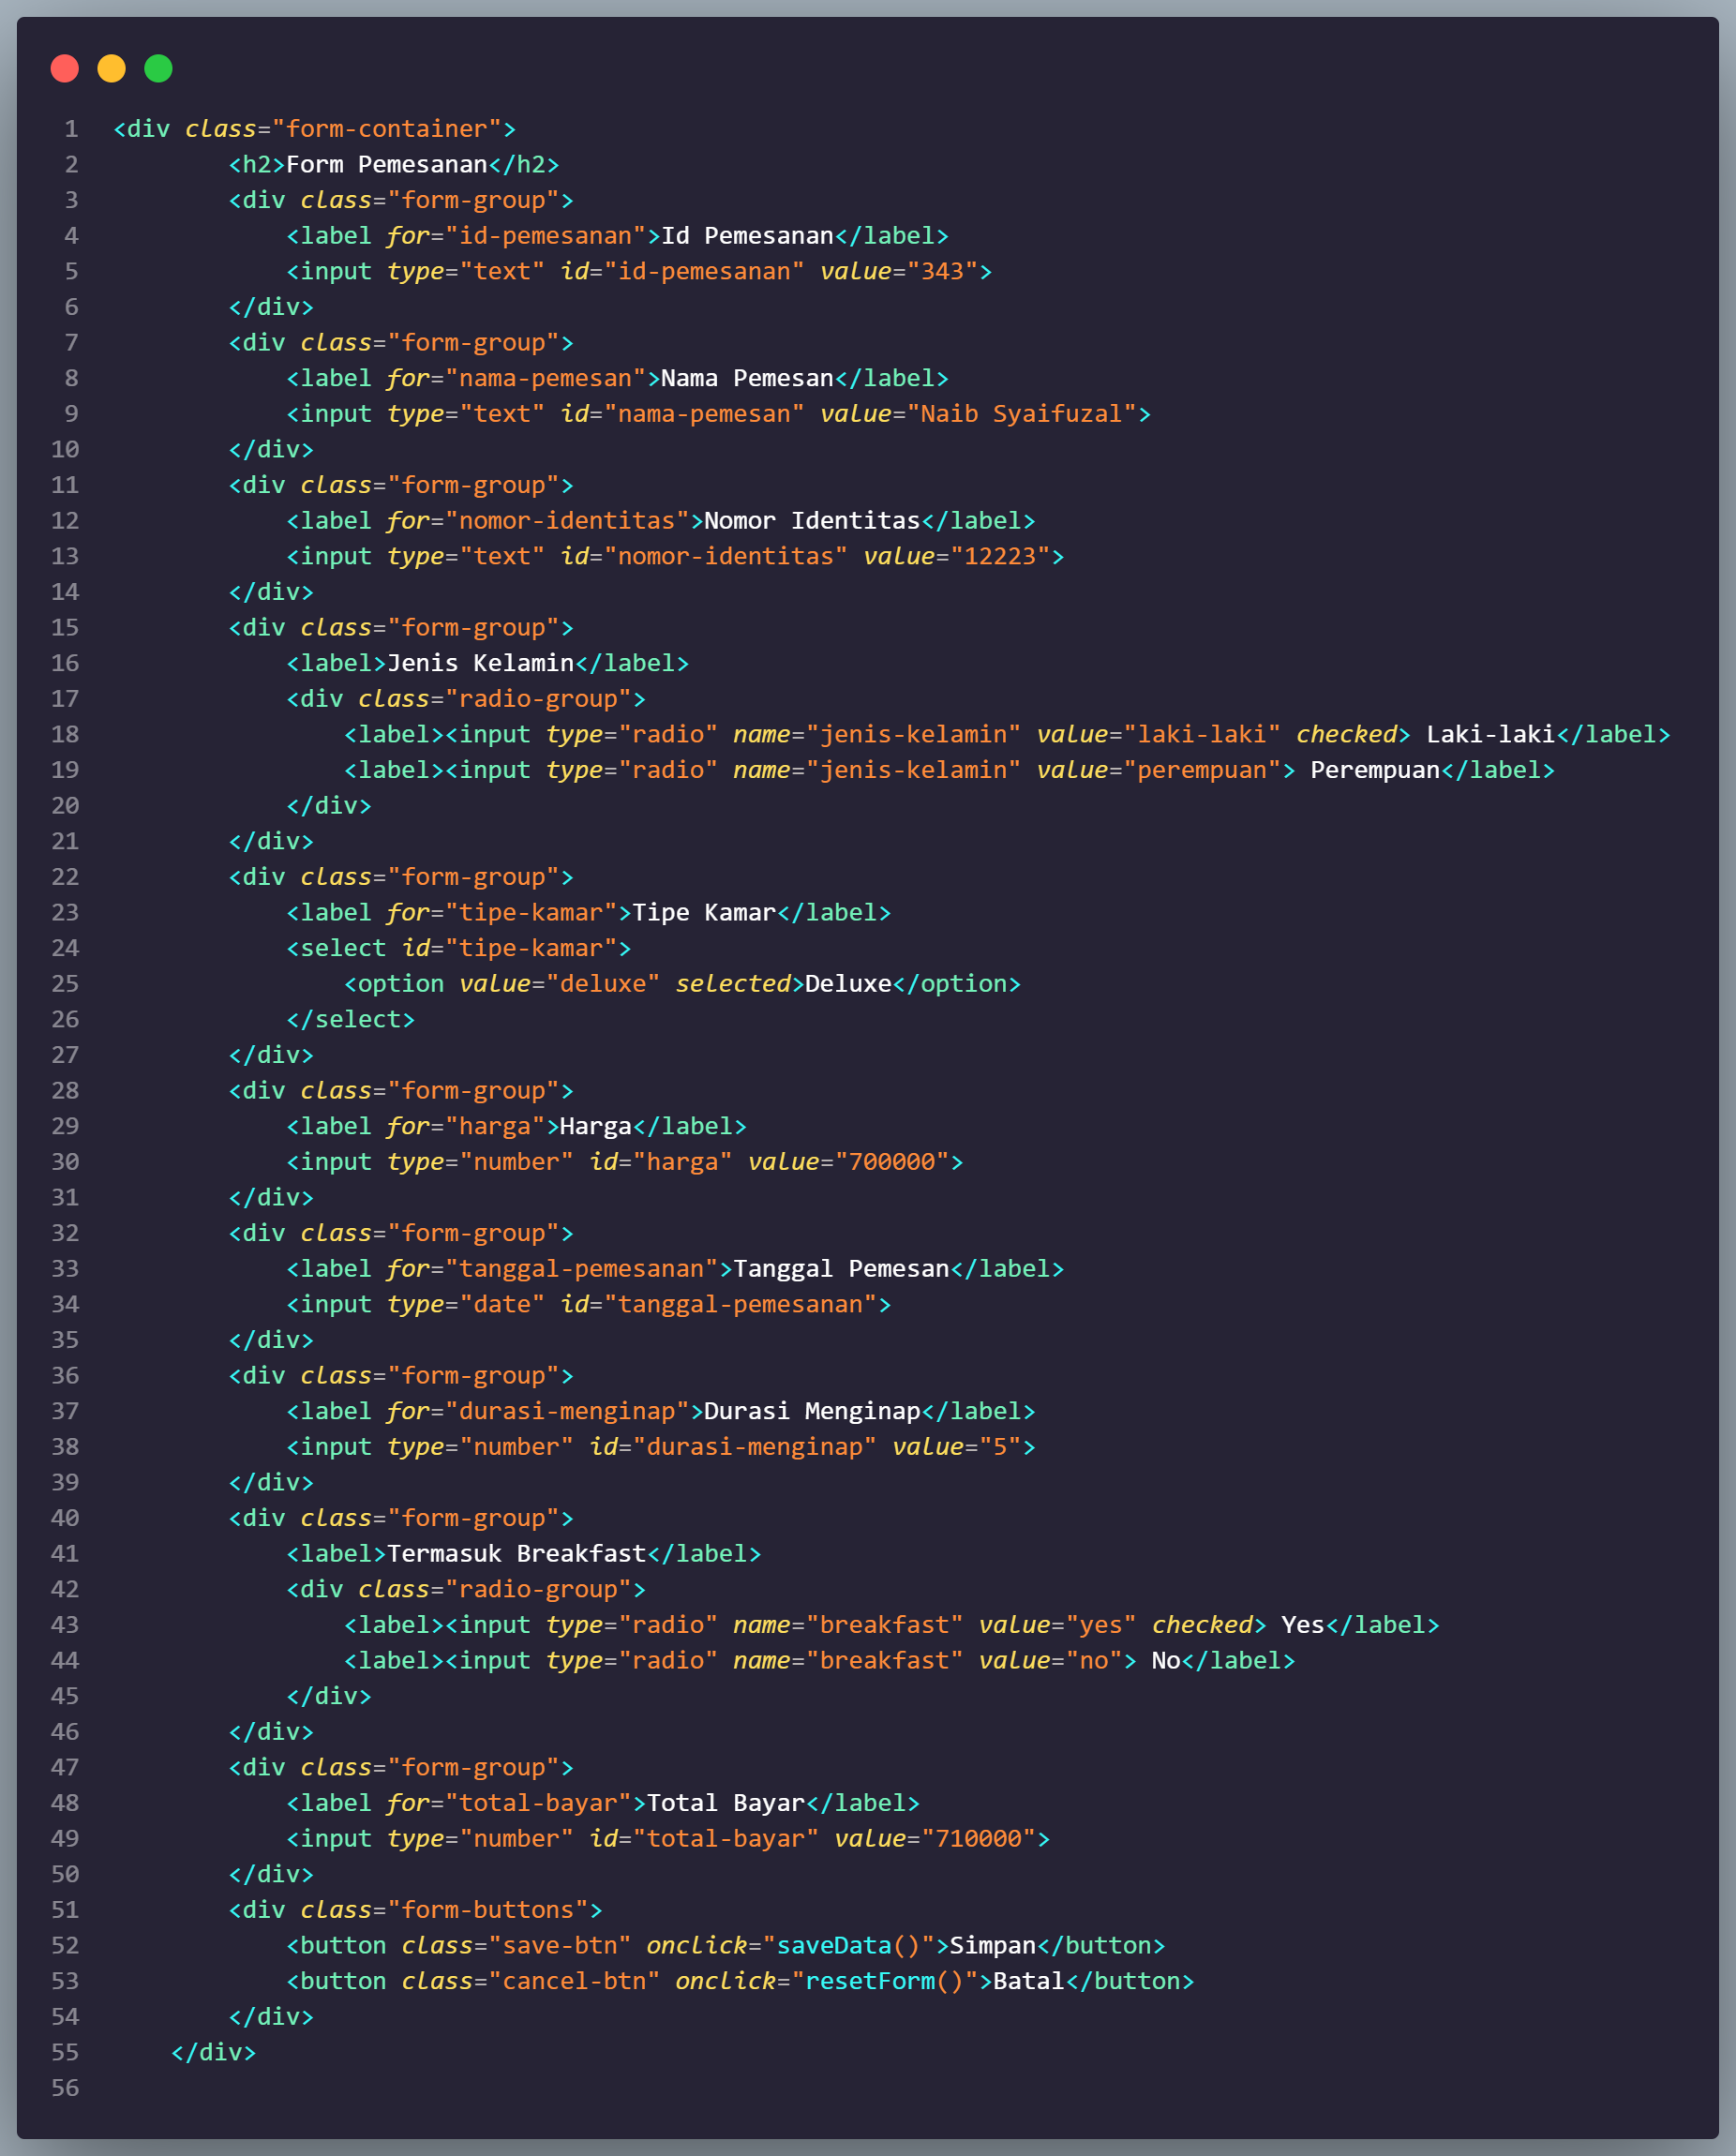 1 <div class="form-container">
2 <h2>Form Pemesanan</h2>
3 <div class="form-group">
4 <label for="id-pemesanan">Id Pemesanan</label>
5 <input type="text" id="id-pemesanan" value="343">
6 </div>
7 <div class="form-group">
8 <label for="nama-pemesan">Nama Pemesan</label>
9 <input type="text" id="nama-pemesan" value="Naib Syaifuzal">
10 </div>
11 <div class="form-group">
12 <label for="nomor-identitas">Nomor Identitas</label>
13 <input type="text" id="nomor-identitas" value="12223">
14 </div>
15 <div class="form-group">
16 <label>Jenis Kelamin</label>
17 <div class="radio-group">
18 <label><input type="radio" name="jenis-kelamin" value="laki-laki" checked> Laki-laki</label>
19 <label><input type="radio" name="jenis-kelamin" value="perempuan"> Perempuan</label>
20 </div>
21 </div>
22 <div class="form-group">
23 <label for="tipe-kamar">Tipe Kamar</label>
24 <select id="tipe-kamar">
25 <option value="deluxe" selected>Deluxe</option>
26 </select>
27 </div>
28 <div class="form-group">
29 <label for="harga">Harga</label>
30 <input type="number" id="harga" value="700000">
31 </div>
32 <div class="form-group">
33 <label for="tanggal-pemesanan">Tanggal Pemesan</label>
34 <input type="date" id="tanggal-pemesanan">
35 </div>
36 <div class="form-group">
37 <label for="durasi-menginap">Durasi Menginap</label>
38 <input type="number" id="durasi-menginap" value="5">
39 </div>
40 <div class="form-group">
41 <label>Termasuk Breakfast</label>
42 <div class="radio-group">
43 <label><input type="radio" name="breakfast" value="yes" checked> Yes</label>
44 <label><input type="radio" name="breakfast" value="no"> No</label>
45 </div>
46 </div>
47 <div class="form-group">
48 <label for="total-bayar">Total Bayar</label>
49 <input type="number" id="total-bayar" value="710000">
50 </div>
51 <div class="form-buttons">
52 <button class="save-btn" onclick="saveData()">Simpan</button>
53 <button class="cancel-btn" onclick="resetForm()">Batal</button>
54 </div>
55 </div>
56